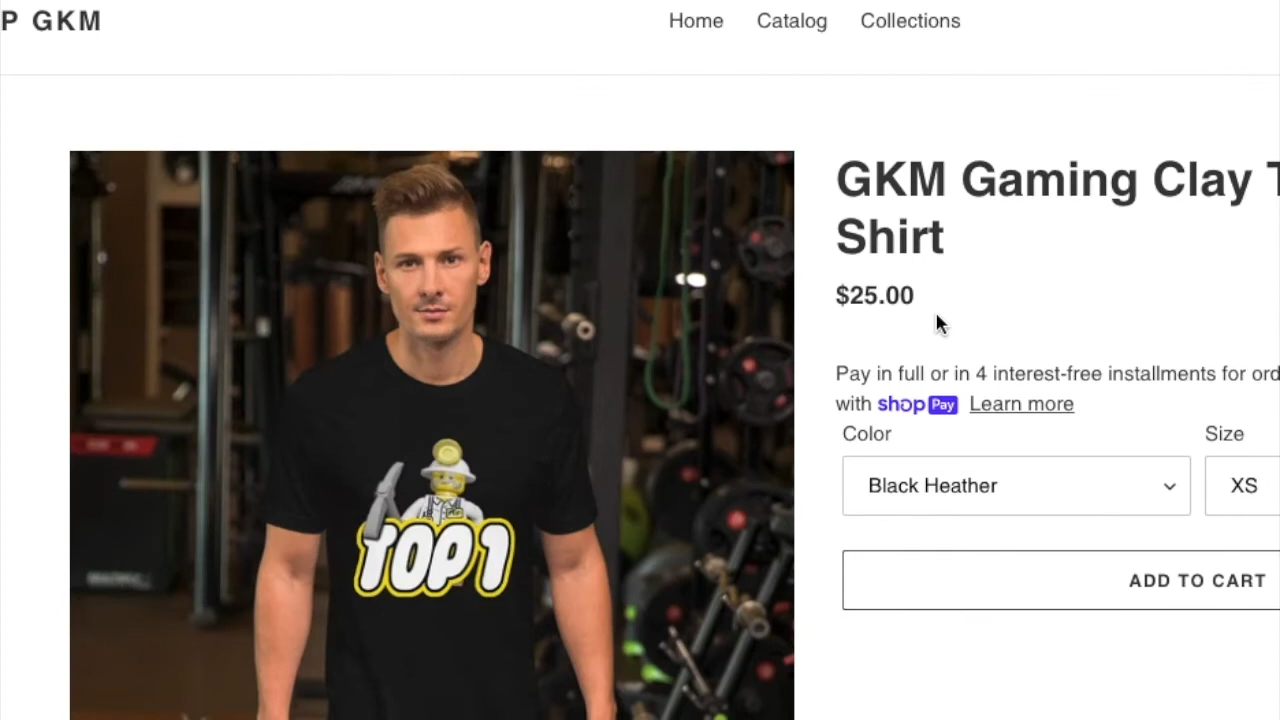 P GKM
Home Catalog Collections
GKM Gaming Clay T
Shirt
$25.00
Pay in full or in 4 interest-free installments for ord
with shop Pay Learn more
Color
Size
Black Heather
XS
ADD TO CART
TOP1